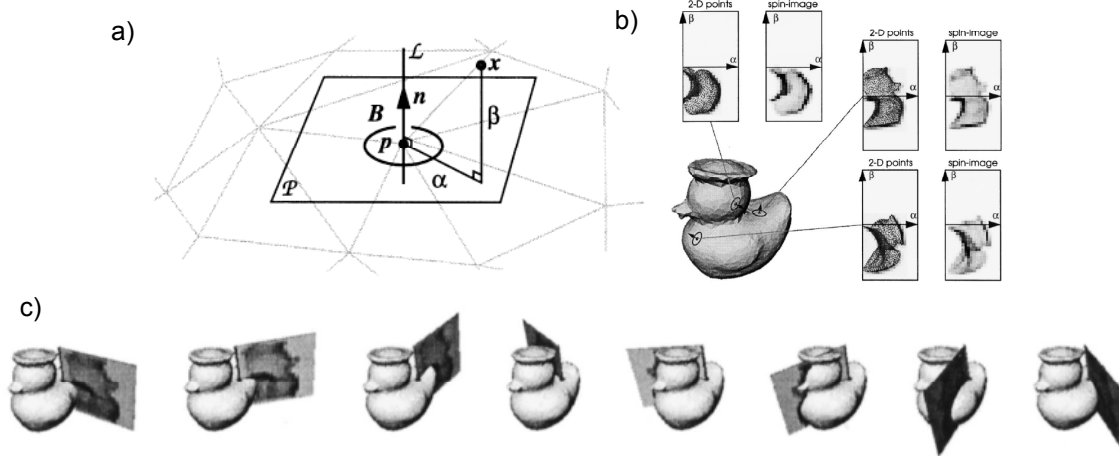 a)
ℒ
x
n
B
β
p
α
𝒫
b)
2-D points
β
α
spin-image
β
α
2-D points
β
α
spin-image
β
α
2-D points
β
α
spin-image
β
α
c)